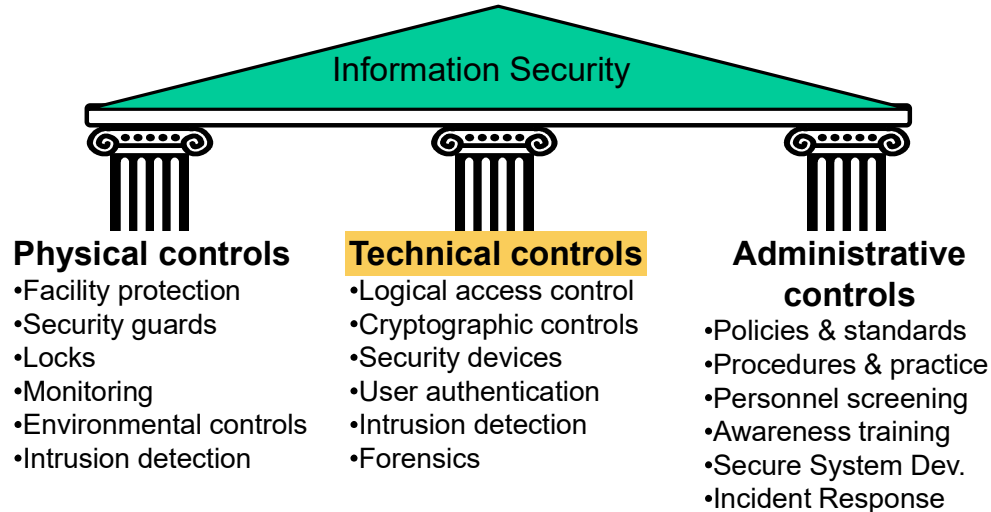 Information Security
Physical controls
•Facility protection
•Security guards
•Locks
•Monitoring
•Environmental controls
•Intrusion detection
Technical controls
•Logical access control
•Cryptographic controls
•Security devices
•User authentication
•Intrusion detection
•Forensics
Administrative
controls
•Policies & standards
•Procedures & practice
•Personnel screening
•Awareness training
•Secure System Dev.
•Incident Response